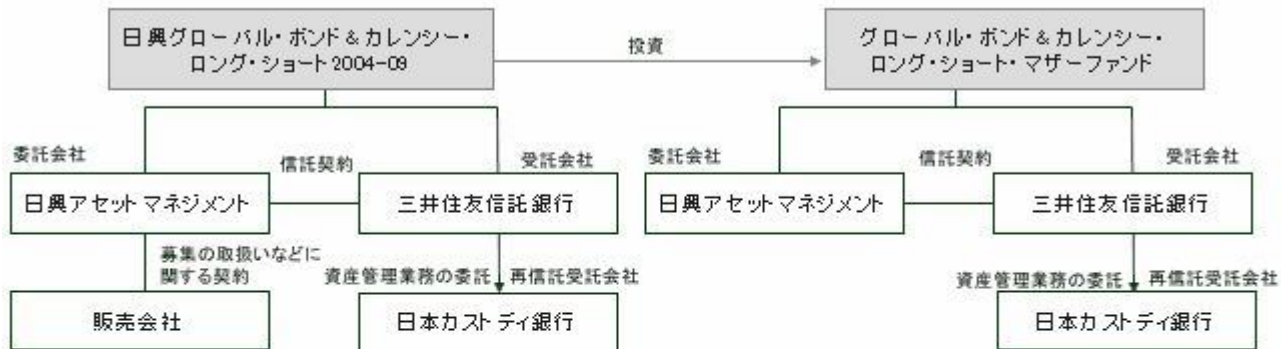 日興グローバル・ボンド&カレンシー・
ロング・ショート2004-09
投資
グローバル・ボンド&カレンシー・
ロング・ショート・マザーファンド
委託会社
信託契約
受託会社
日興アセットマネジメント
三井住友信託銀行
募集の取扱いなどに
関する契約
資産管理業務の委託
再信託受託会社
販売会社
日本カストディ銀行
委託会社
信託契約
受託会社
日興アセットマネジメント
三井住友信託銀行
資産管理業務の委託
再信託受託会社
日本カストディ銀行